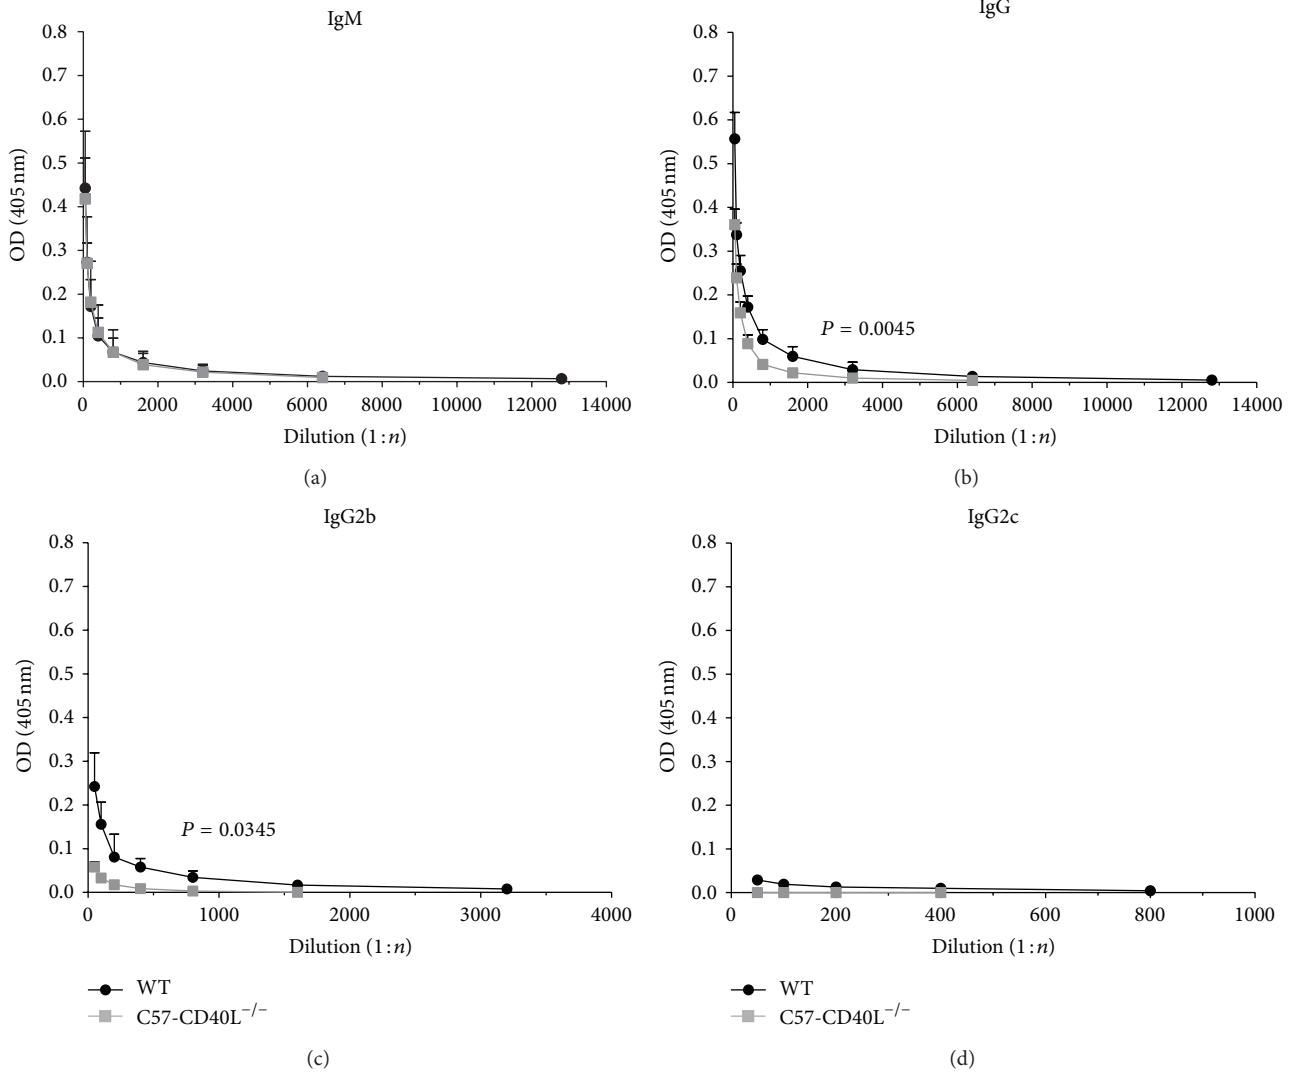 IgM
0.8
0.7
0.6
0.5
0.4
0.3
0.2
0.1
0.0
OD (405 nm)
0 2000 4000 6000 8000 10000 12000 14000
Dilution (1 : n)
(a)
IgG
0.8
0.7
0.6
0.5
0.4
0.3
0.2
0.1
0.0
OD (405 nm)
P = 0.0045
0 2000 4000 6000 8000 10000 12000 14000
Dilution (1 : n)
(b)
IgG2b
0.8
0.7
0.6
0.5
0.4
0.3
0.2
0.1
0.0
OD (405 nm)
P = 0.0345
0 1000 2000 3000 4000
Dilution (1 : n)
WT
C57-CD40L−/−
(c)
IgG2c
0.8
0.7
0.6
0.5
0.4
0.3
0.2
0.1
0.0
OD (405 nm)
0 200 400 600 800 1000
Dilution (1 : n)
WT
C57-CD40L−/−
(d)